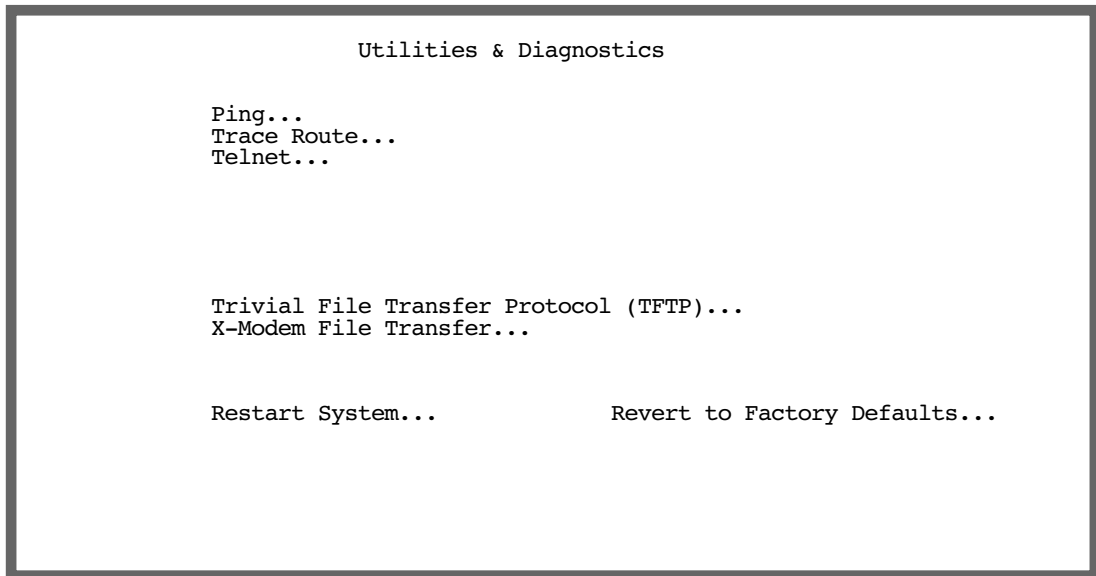 Utilities & Diagnostics
Ping...
Trace Route...
Telnet...
Trivial File Transfer Protocol (TFTP)...
X-Modem File Transfer...
Restart System... Revert to Factory Defaults...